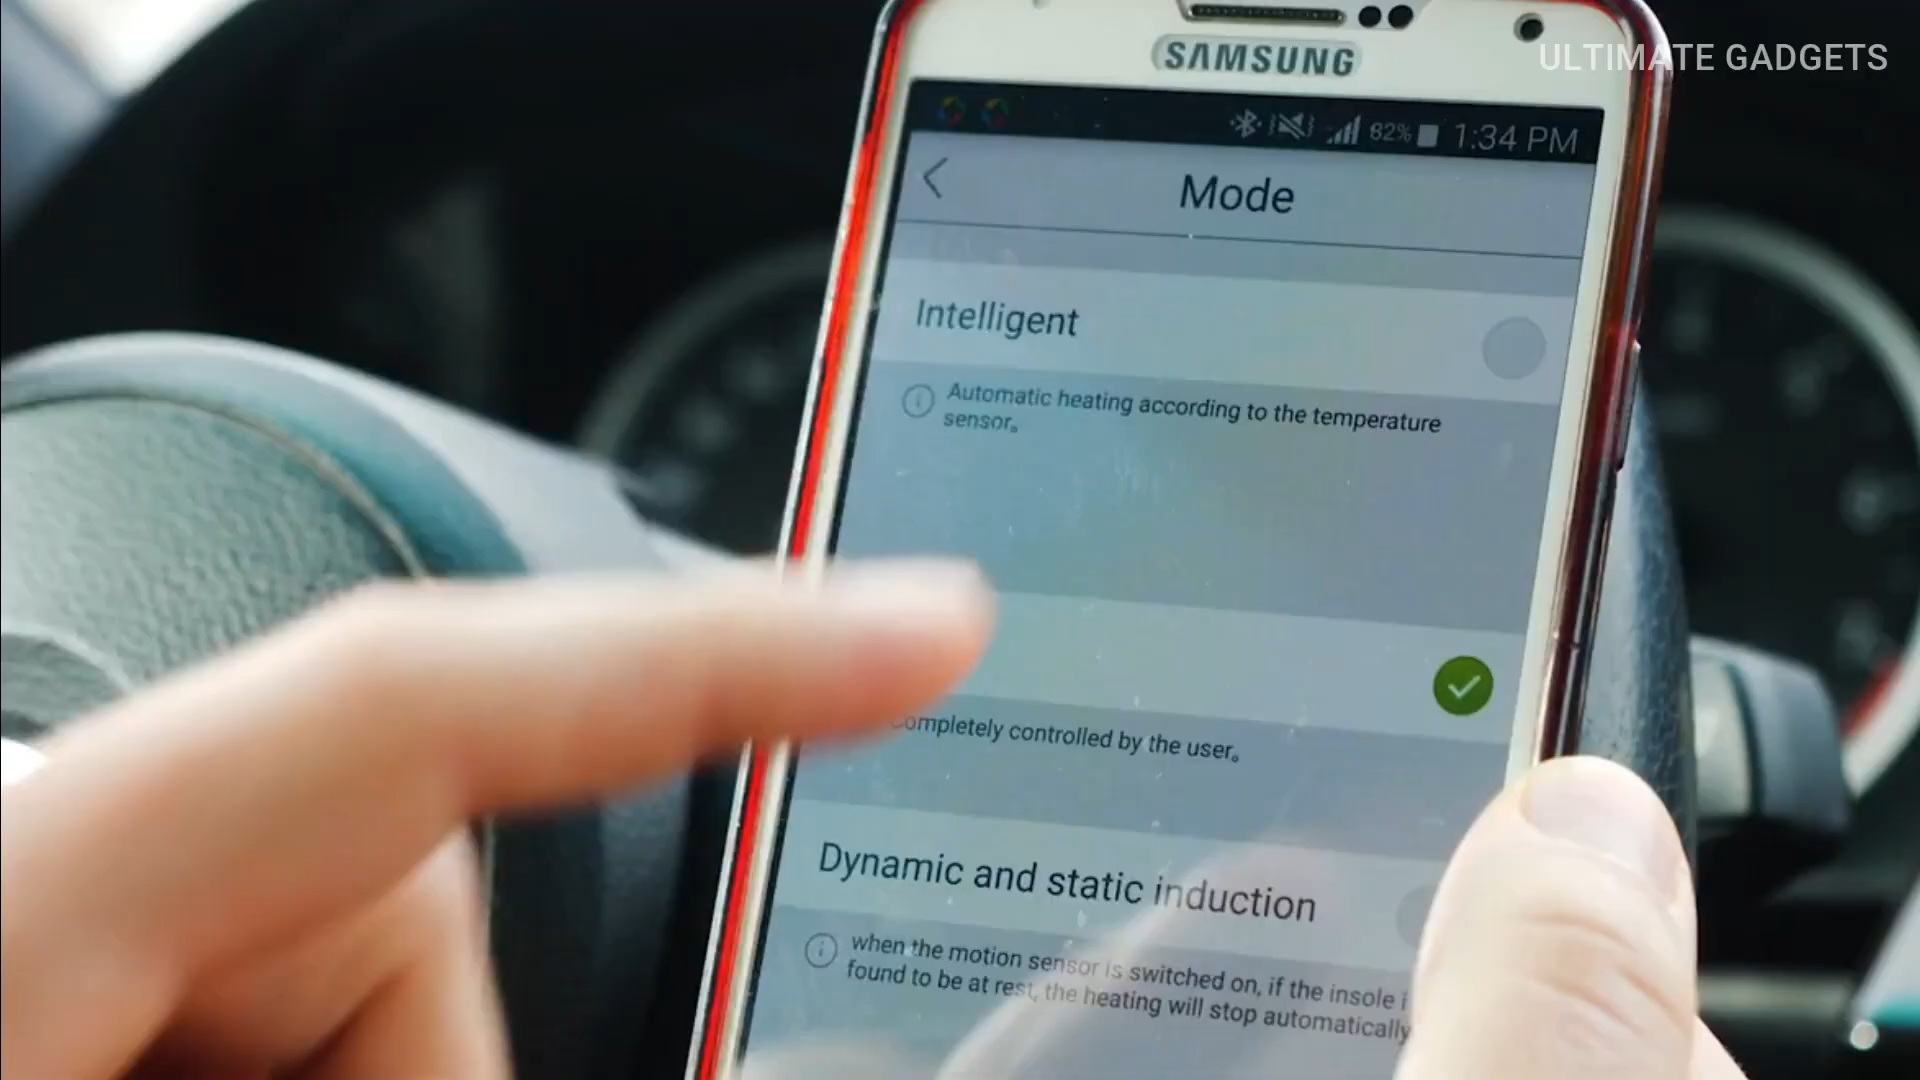 SAMSUNG
ULTIMATE GADGETS
82% 1:34 PM
Mode
Intelligent
Automatic heating according to the temperature
sensor。
completely controlled by the user。
Dynamic and static induction
when the motion sensor is switched on, if the insole
found to be at rest, the heating will stop automatically